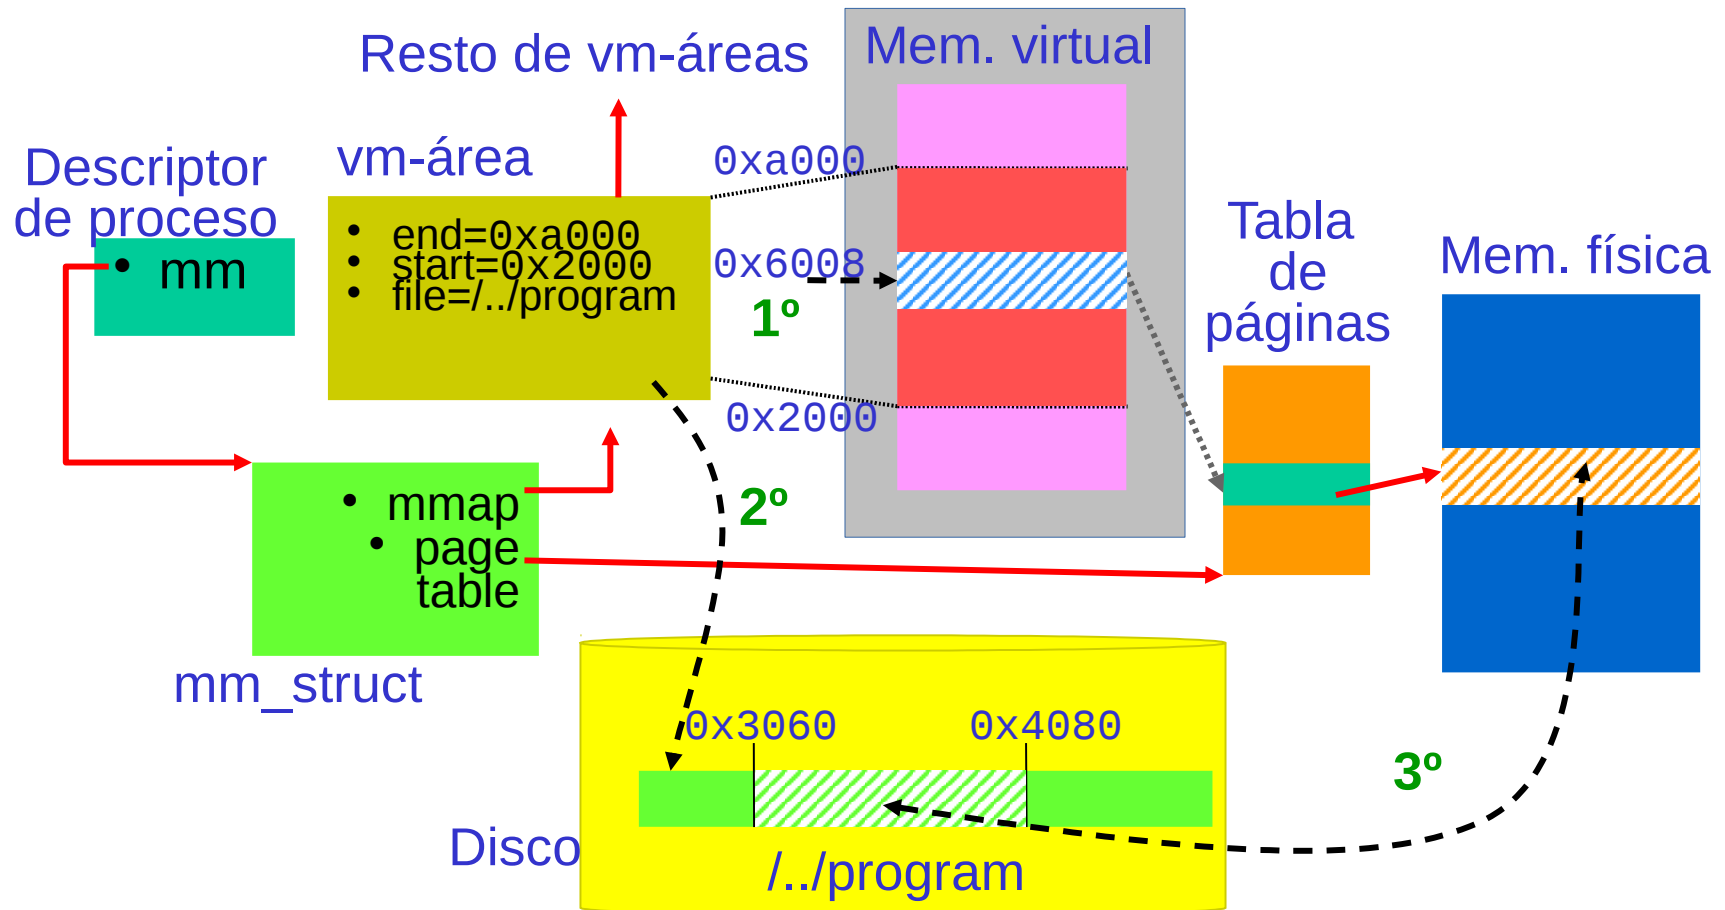 Resto de vm-áreas
Mem. virtual
Descriptor
de proceso
vm-área
0xa000
• mm
• end=0xa000
• start=0x2000
• file=/../program
0x6008
1º
Tabla
de
páginas
Mem. física
0x2000
• mmap
• page
table
2º
mm_struct
0x3060
0x4080
3º
Disco
/../program